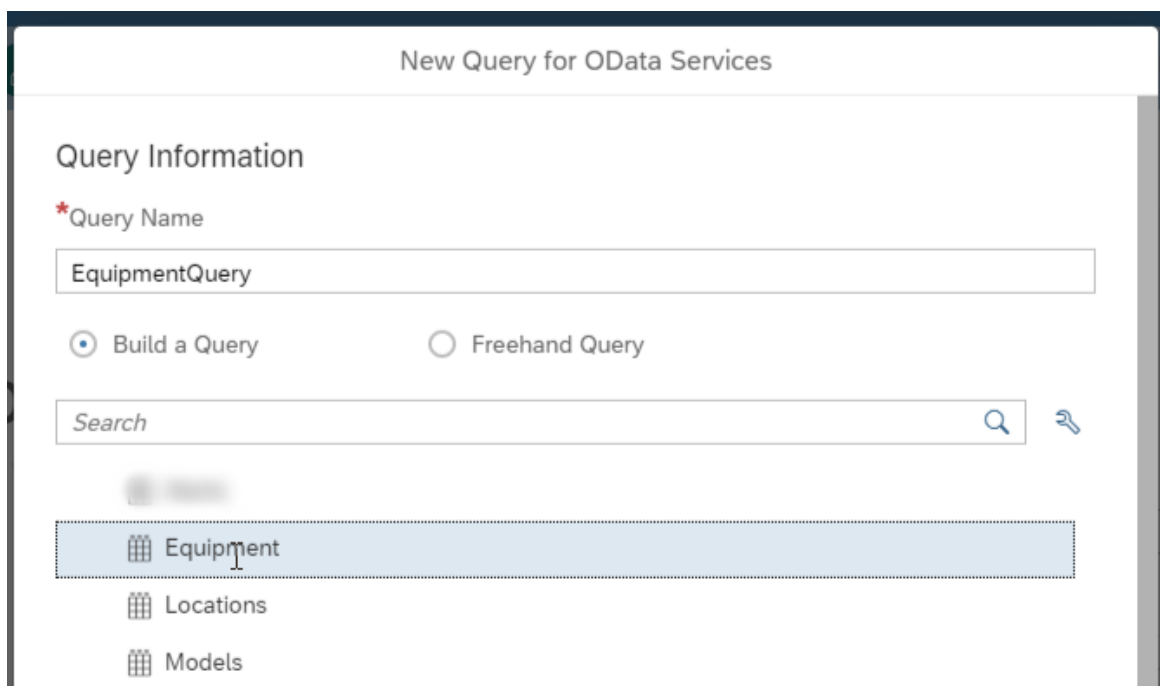 New Query for OData Services
Query Information
*Query Name
EquipmentQuery
Build a Query Freehand Query
Search
Equipment
Locations
Models